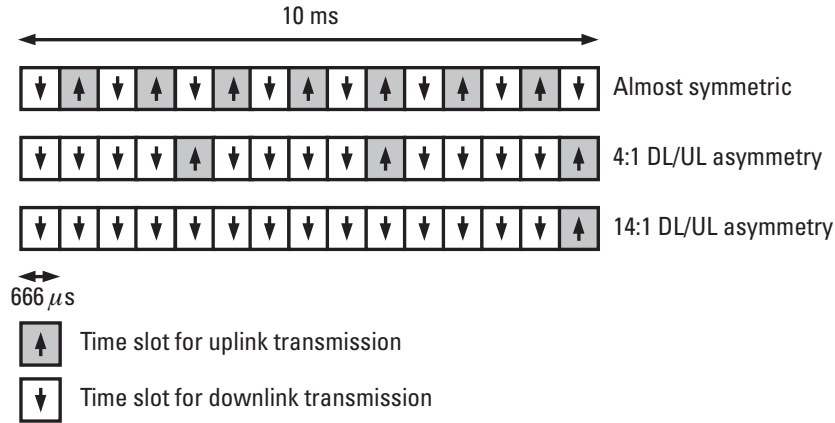 10 ms
Almost symmetric
4:1 DL/UL asymmetry
14:1 DL/UL asymmetry
666 μs
Time slot for uplink transmission
Time slot for downlink transmission